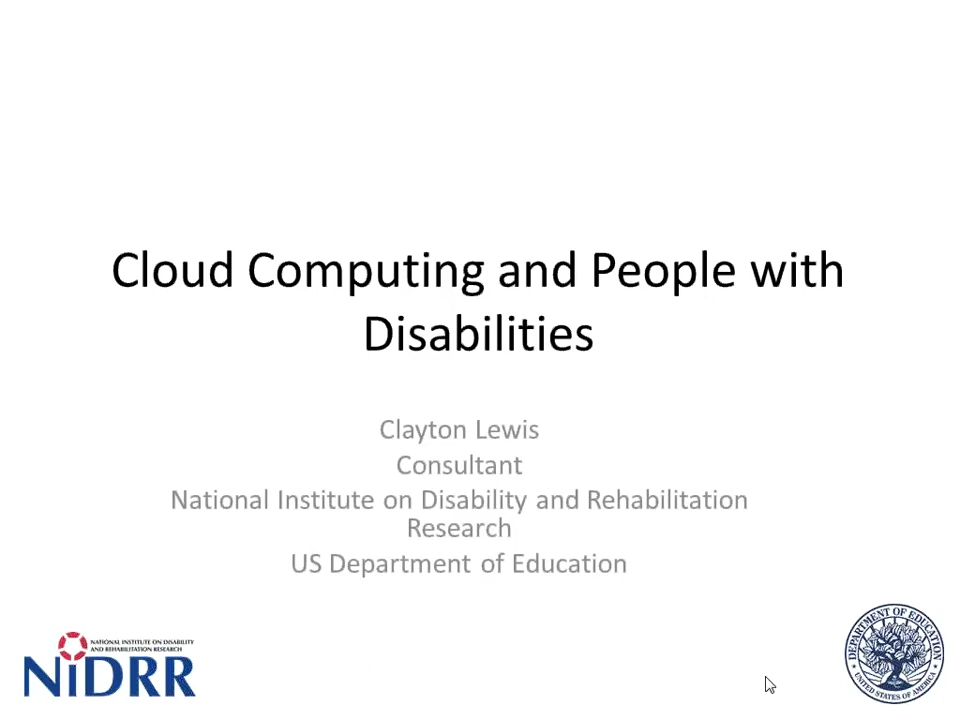 Cloud Computing and People with
Disabilities
Clayton Lewis
Consultant
National Institute on Disability and Rehabilitation
Research
US Department of Education
NATIONAL INSTITUTE ON DISABILITY
AND REHABILITATION RESEARCH
NiDRR
DEPARTMENT OF EDUCATION
UNITED STATES OF AMERICA